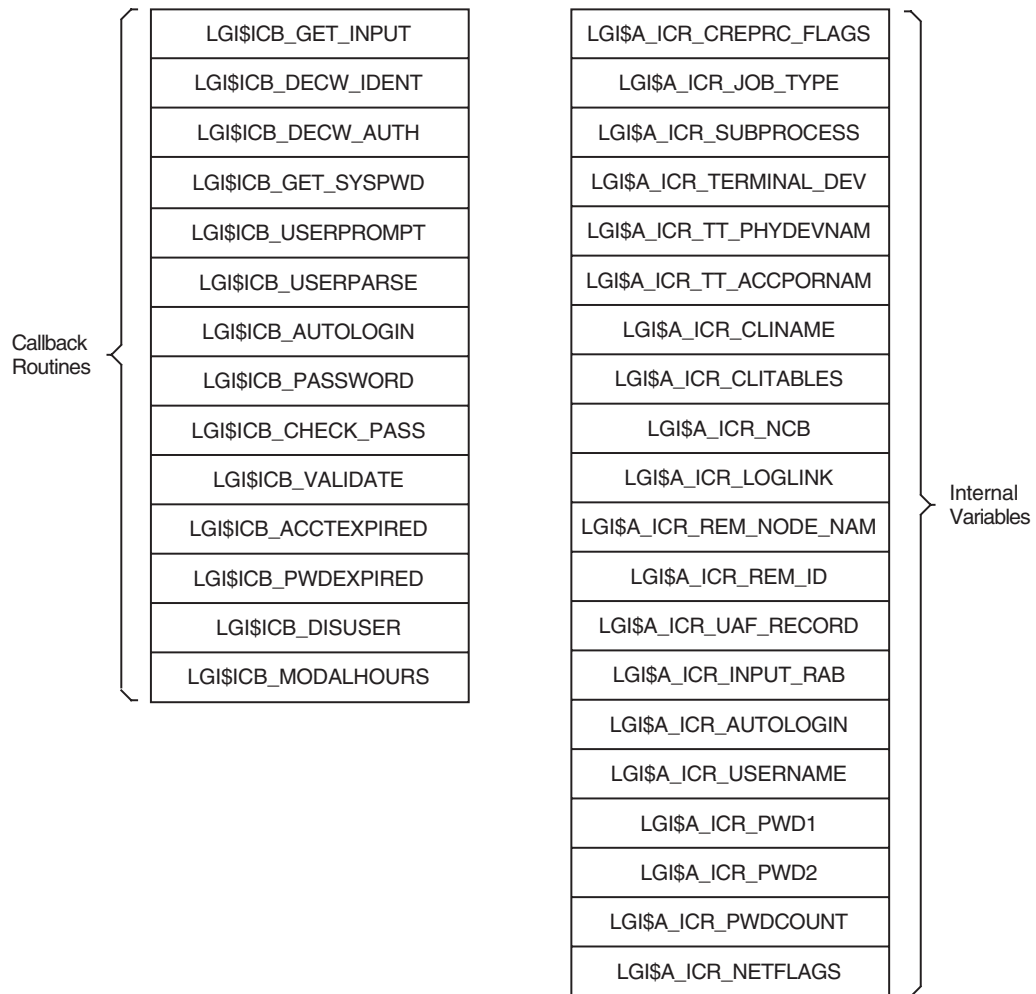 Callback
Routines
LGI$ICB_GET_INPUT
LGI$ICB_DECW_IDENT
LGI$ICB_DECW_AUTH
LGI$ICB_GET_SYSPWD
LGI$ICB_USERPROMPT
LGI$ICB_USERPARSE
LGI$ICB_AUTOLOGIN
LGI$ICB_PASSWORD
LGI$ICB_CHECK_PASS
LGI$ICB_VALIDATE
LGI$ICB_ACCTEXPIRED
LGI$ICB_PWDEXPIRED
LGI$ICB_DISUSER
LGI$ICB_MODALHOURS
LGI$A_ICR_CREPRC_FLAGS
LGI$A_ICR_JOB_TYPE
LGI$A_ICR_SUBPROCESS
LGI$A_ICR_TERMINAL_DEV
LGI$A_ICR_TT_PHYDEVNAM
LGI$A_ICR_TT_ACCPORNAM
LGI$A_ICR_CLINAME
LGI$A_ICR_CLITABLES
LGI$A_ICR_NCB
LGI$A_ICR_LOGLINK
LGI$A_ICR_REM_NODE_NAM
LGI$A_ICR_REM_ID
LGI$A_ICR_UAF_RECORD
LGI$A_ICR_INPUT_RAB
LGI$A_ICR_AUTOLOGIN
LGI$A_ICR_USERNAME
LGI$A_ICR_PWD1
LGI$A_ICR_PWD2
LGI$A_ICR_PWDCOUNT
LGI$A_ICR_NETFLAGS
Internal
Variables